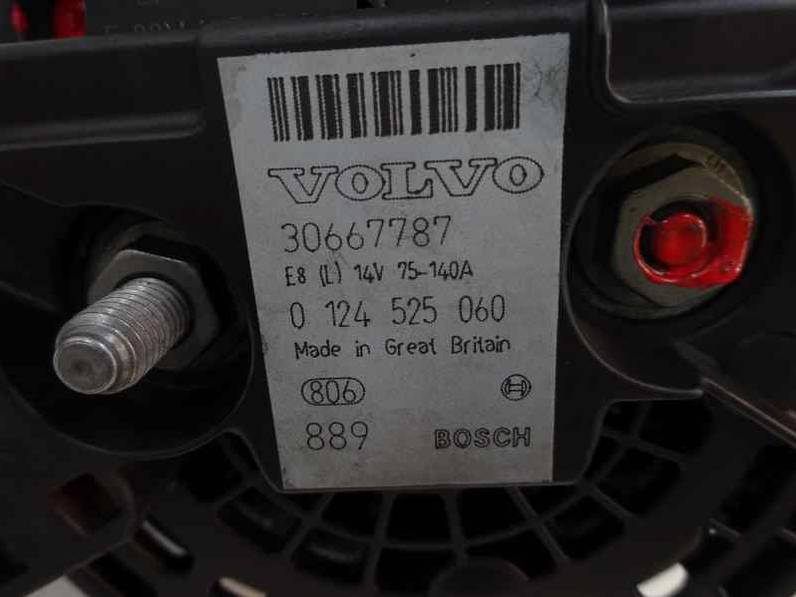 VOLVO
30667787
E8 (L) 14V 75-140A
0 124 525 060
Made in Great Britain
806
889 BOSCH